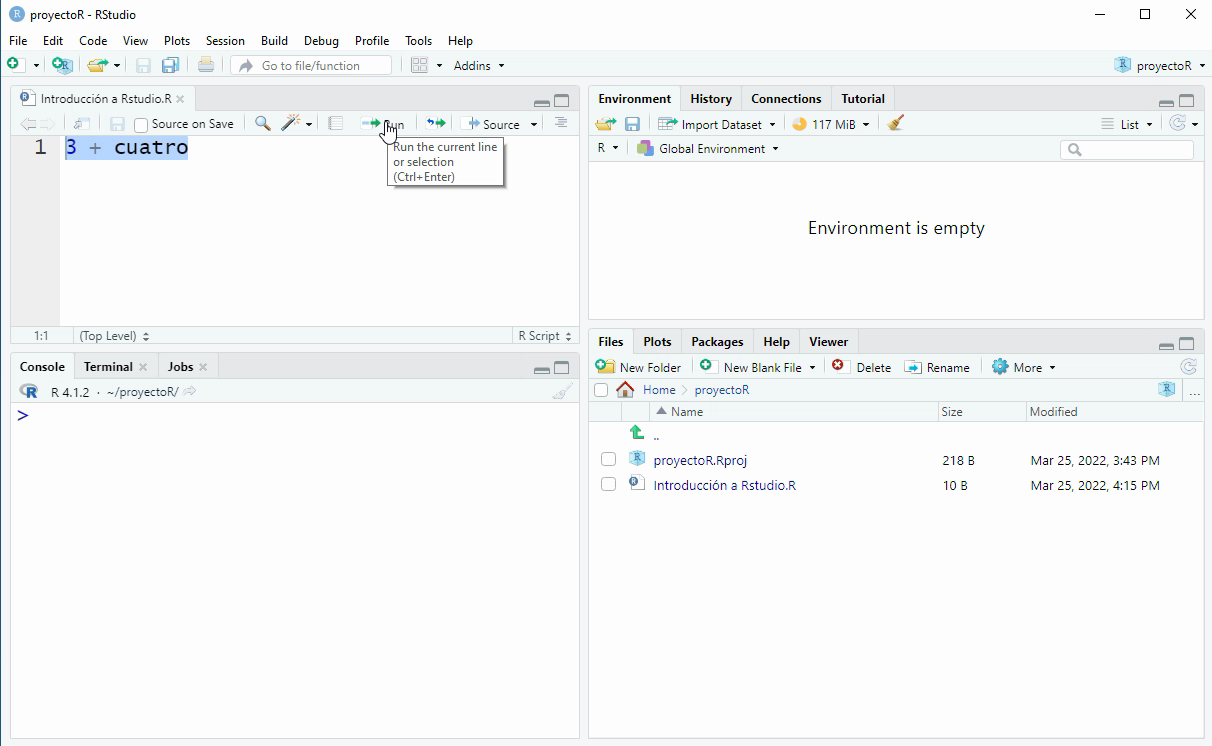 proyectoR - RStudio
File Edit Code View Plots Session Build Debug Profile Tools Help
Go to file/function Addins proyectoR
Introducción a Rstudio.R
Source on Save Run Source
1 3 + cuatro
Run the current line
or selection
(Ctrl+Enter)
1:1 (Top Level) R Script
Console Terminal Jobs
R 4.1.2 · ~/proyectoR/
>
Environment History Connections Tutorial
Import Dataset 117 MiB List
R Global Environment
Environment is empty
Files Plots Packages Help Viewer
New Folder New Blank File Delete Rename More
Home proyectoR ...
Name Size Modified
..
proyectoR.Rproj 218 B Mar 25, 2022, 3:43 PM
Introducción a Rstudio.R 10 B Mar 25, 2022, 4:15 PM